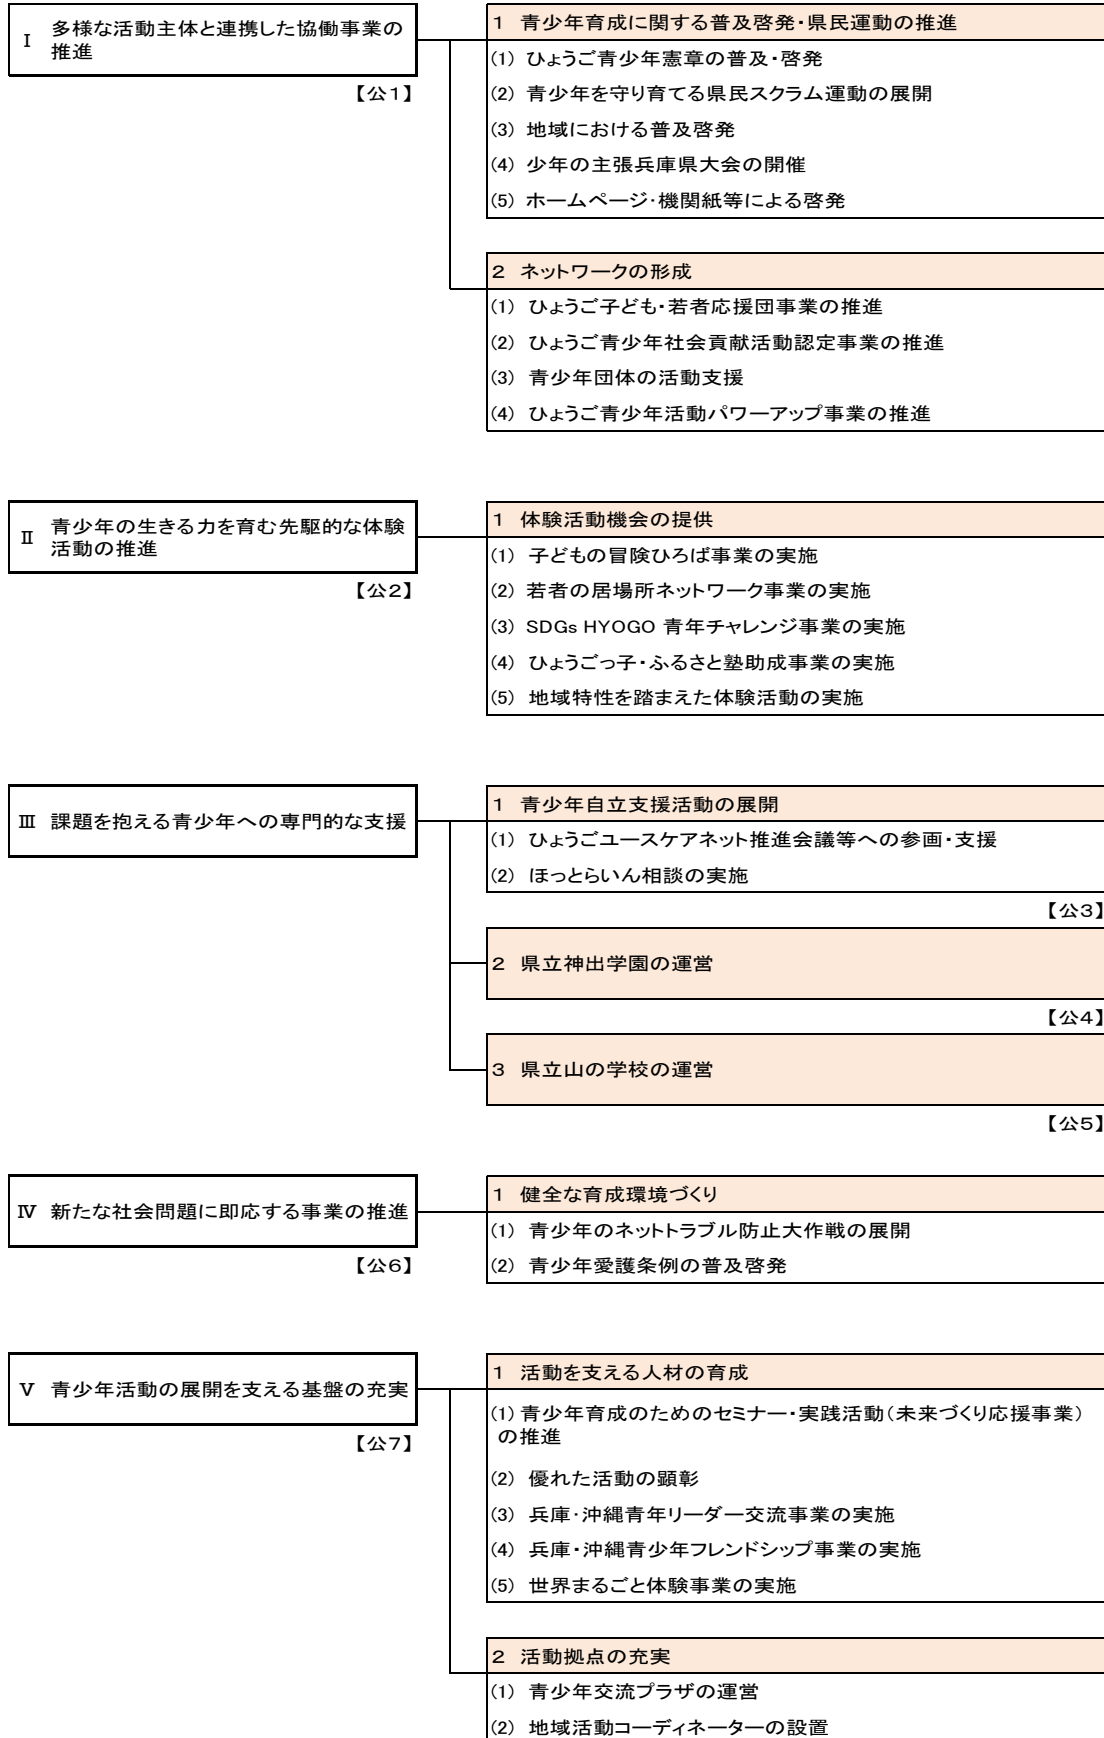 Ⅰ 多様な活動主体と連携した協働事業の
推進
【公1】
1 青少年育成に関する普及啓発・県民運動の推進
(1) ひょうご青少年憲章の普及・啓発
(2) 青少年を守り育てる県民スクラム運動の展開
(3) 地域における普及啓発
(4) 少年の主張兵庫県大会の開催
(5) ホームページ・機関紙等による啓発
2 ネットワークの形成
(1) ひょうご子ども・若者応援団事業の推進
(2) ひょうご青少年社会貢献活動認定事業の推進
(3) 青少年団体の活動支援
(4) ひょうご青少年活動パワーアップ事業の推進
Ⅱ 青少年の生きる力を育む先駆的な体験
活動の推進
【公2】
1 体験活動機会の提供
(1) 子どもの冒険ひろば事業の実施
(2) 若者の居場所ネットワーク事業の実施
(3) SDGs HYOGO 青年チャレンジ事業の実施
(4) ひょうごっ子・ふるさと塾助成事業の実施
(5) 地域特性を踏まえた体験活動の実施
Ⅲ 課題を抱える青少年への専門的な支援
1 青少年自立支援活動の展開
(1) ひょうごユースケアネット推進会議等への参画・支援
(2) ほっとらいん相談の実施
【公3】
2 県立神出学園の運営
【公4】
3 県立山の学校の運営
【公5】
Ⅳ 新たな社会問題に即応する事業の推進
【公6】
1 健全な育成環境づくり
(1) 青少年のネットトラブル防止大作戦の展開
(2) 青少年愛護条例の普及啓発
Ⅴ 青少年活動の展開を支える基盤の充実
【公7】
1 活動を支える人材の育成
(1) 青少年育成のためのセミナー・実践活動(未来づくり応援事業)
の推進
(2) 優れた活動の顕彰
(3) 兵庫・沖縄青年リーダー交流事業の実施
(4) 兵庫・沖縄青少年フレンドシップ事業の実施
(5) 世界まるごと体験事業の実施
2 活動拠点の充実
(1) 青少年交流プラザの運営
(2) 地域活動コーディネーターの設置